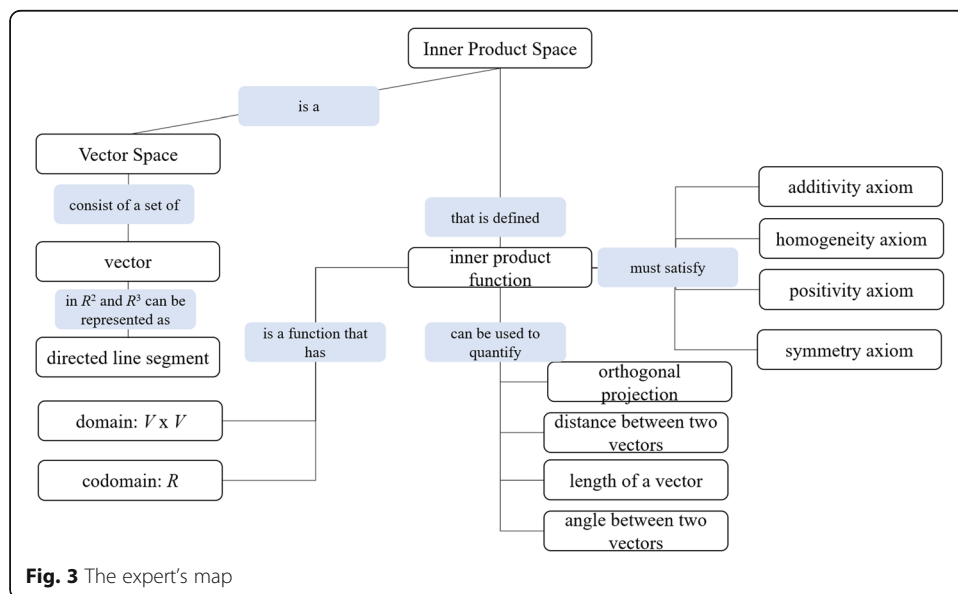 Inner Product Space
is a
Vector Space
consist of a set of
vector
in R² and R³ can be
represented as
directed line segment
domain: V x V
codomain: R
is a function that
has
that is defined
inner product
function
can be used to
quantify
orthogonal
projection
distance between two
vectors
length of a vector
angle between two
vectors
must satisfy
additivity axiom
homogeneity axiom
positivity axiom
symmetry axiom
Fig. 3 The expert's map